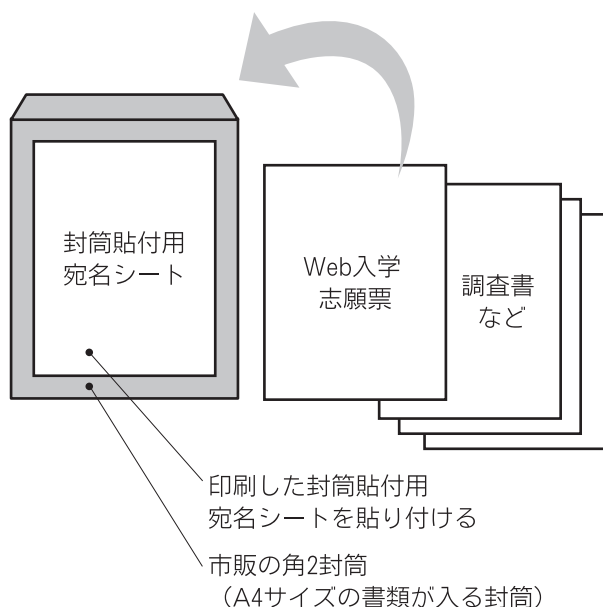 封筒貼付用
宛名シート
Web入学
志願票
調査書
など
印刷した封筒貼付用
宛名シートを貼り付ける
市販の角2封筒
（A4サイズの書類が入る封筒）